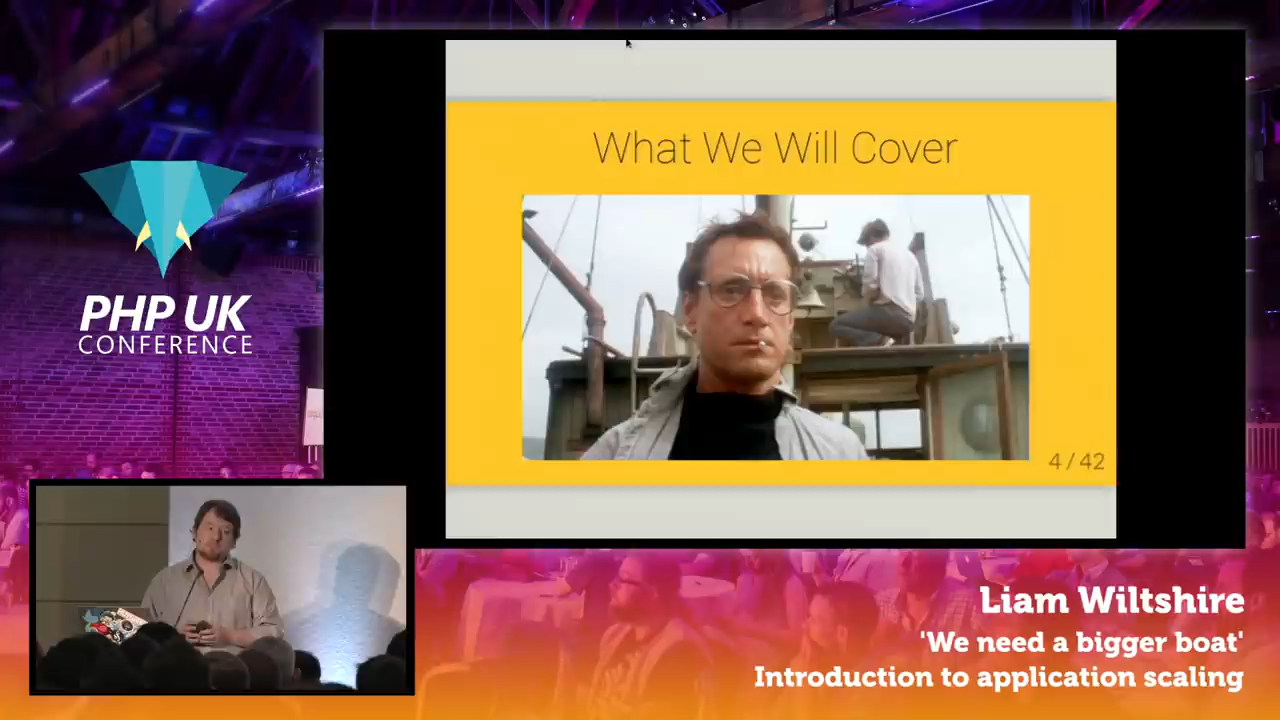 What We Will Cover
4 / 42
PHP UK
CONFERENCE
Liam Wiltshire
'We need a bigger boat'
Introduction to application scaling